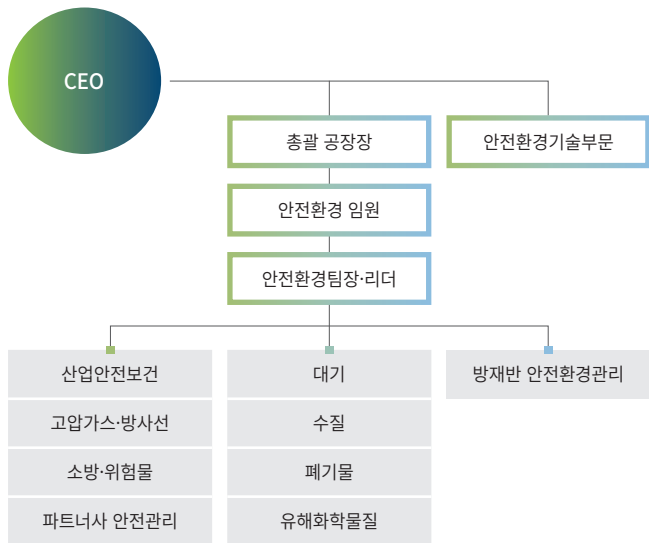 CEO
총괄 공장장
안전환경기술부문
안전환경 임원
안전환경팀장·리더
산업안전보건
고압가스·방사선
소방·위험물
파트너사 안전관리
대기
수질
폐기물
유해화학물질
방재반 안전환경관리